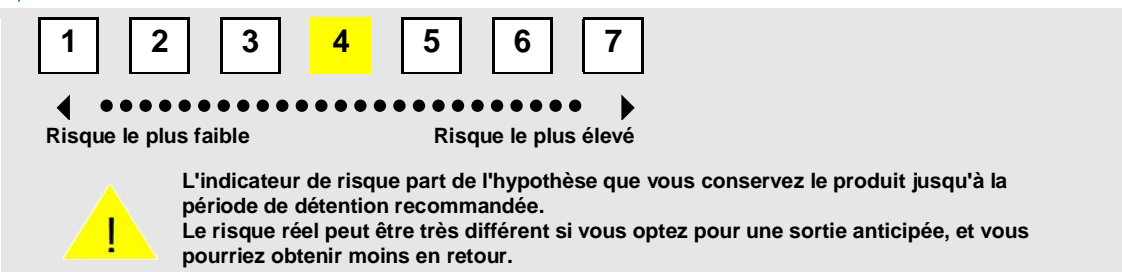 1 2 3 4 5 6 7
Risque le plus faible Risque le plus élevé
L'indicateur de risque part de l'hypothèse que vous conservez le produit jusqu'à la
période de détention recommandée.
Le risque réel peut être très différent si vous optez pour une sortie anticipée, et vous
pourriez obtenir moins en retour.
!